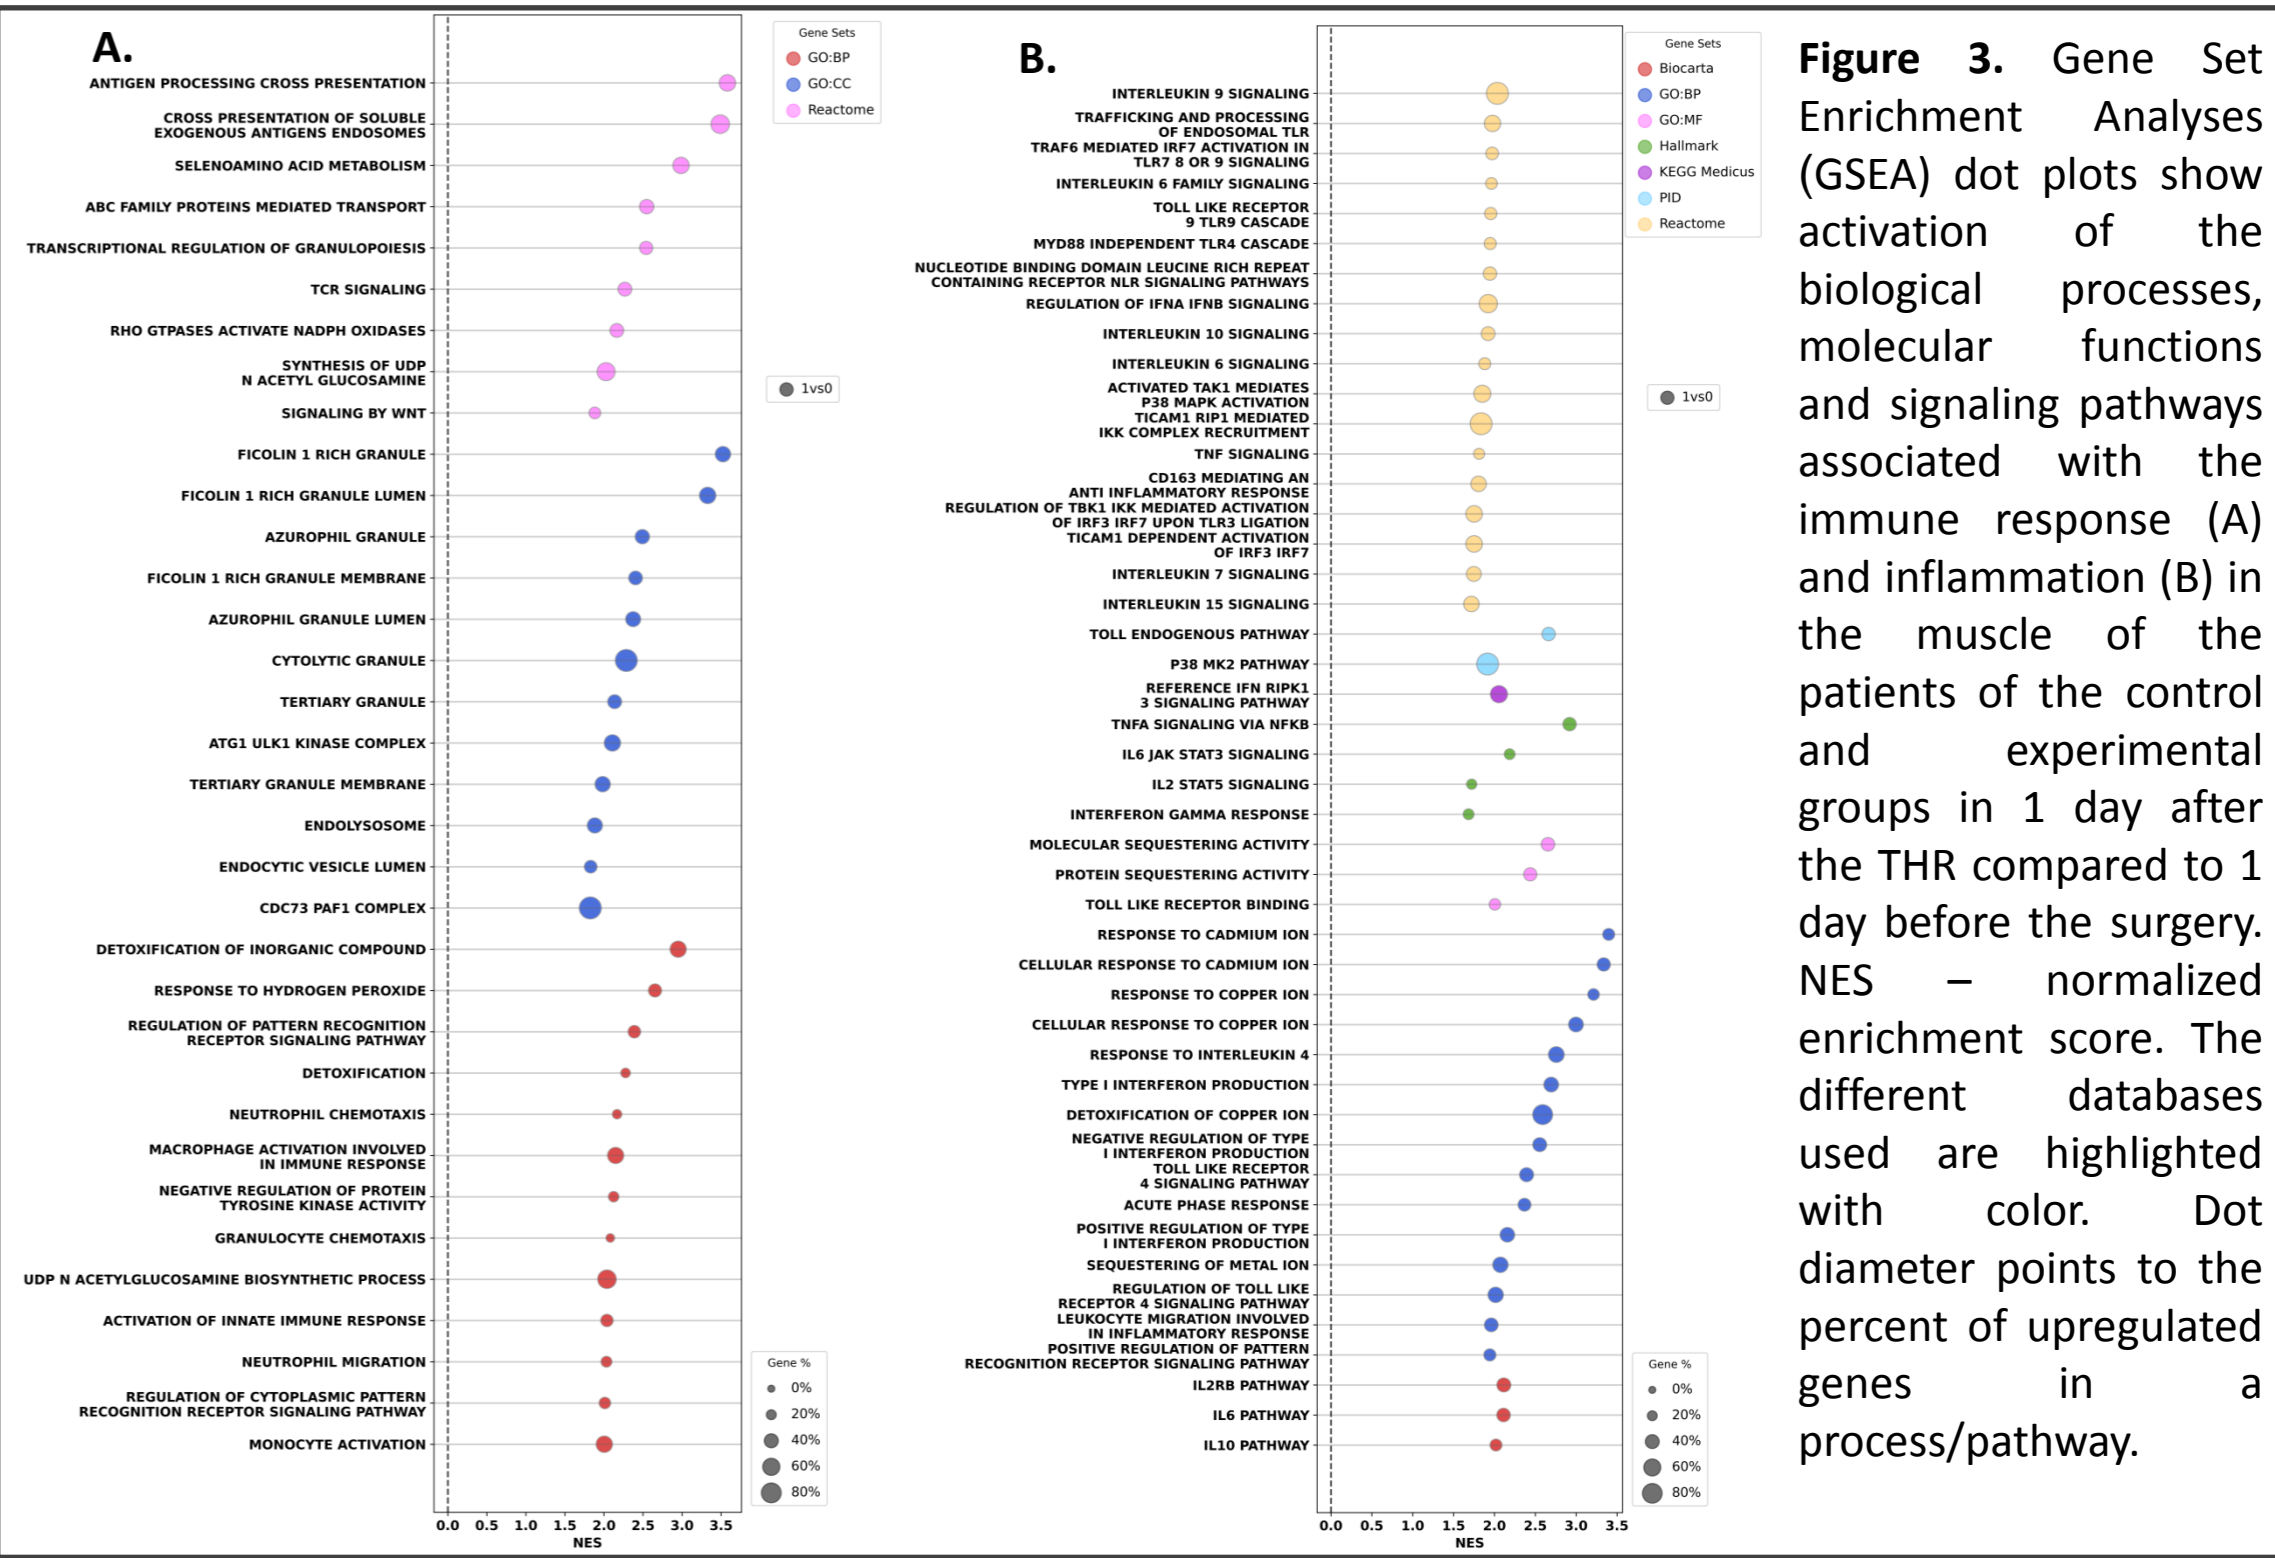 A.
ANTIGEN PROCESSING CROSS PRESENTATION
CROSS PRESENTATION OF SOLUBLE
EXOGENOUS ANTIGENS ENDOSOMES
SELENOAMINO ACID METABOLISM
ABC FAMILY PROTEINS MEDIATED TRANSPORT
TRANSCRIPTIONAL REGULATION OF GRANULOPOIESIS
TCR SIGNALING
RHO GTPASES ACTIVATE NADPH OXIDASES
SYNTHESIS OF UDP
N ACETYL GLUCOSAMINE
SIGNALING BY WNT
FICOLIN 1 RICH GRANULE
FICOLIN 1 RICH GRANULE LUMEN
AZUROPHIL GRANULE
FICOLIN 1 RICH GRANULE MEMBRANE
AZUROPHIL GRANULE LUMEN
CYTOLYTIC GRANULE
TERTIARY GRANULE
ATG1 ULK1 KINASE COMPLEX
TERTIARY GRANULE MEMBRANE
ENDOLYSOSOME
ENDOCYTIC VESICLE LUMEN
CDC73 PAF1 COMPLEX
DETOXIFICATION OF INORGANIC COMPOUND
RESPONSE TO HYDROGEN PEROXIDE
REGULATION OF PATTERN RECOGNITION
RECEPTOR SIGNALING PATHWAY
DETOXIFICATION
NEUTROPHIL CHEMOTAXIS
MACROPHAGE ACTIVATION INVOLVED
IN IMMUNE RESPONSE
NEGATIVE REGULATION OF PROTEIN
TYROSINE KINASE ACTIVITY
GRANULOCYTE CHEMOTAXIS
UDP N ACETYLGLUCOSAMINE BIOSYNTHETIC PROCESS
ACTIVATION OF INNATE IMMUNE RESPONSE
NEUTROPHIL MIGRATION
REGULATION OF CYTOPLASMIC PATTERN
RECOGNITION RECEPTOR SIGNALING PATHWAY
MONOCYTE ACTIVATION
0.0 0.5 1.0 1.5 2.0 2.5 3.0 3.5
NES
Gene Sets
GO:BP
GO:CC
Reactome
1vs0
Gene %
0%
20%
40%
60%
80%
B.
INTERLEUKIN 9 SIGNALING
TRAFFICKING AND PROCESSING
OF ENDOSOMAL TLR
TRAF6 MEDIATED IRF7 ACTIVATION IN
TLR7 8 OR 9 SIGNALING
INTERLEUKIN 6 FAMILY SIGNALING
TOLL LIKE RECEPTOR
9 TLR9 CASCADE
MYD88 INDEPENDENT TLR4 CASCADE
NUCLEOTIDE BINDING DOMAIN LEUCINE RICH REPEAT
CONTAINING RECEPTOR NLR SIGNALING PATHWAYS
REGULATION OF IFNA IFNB SIGNALING
INTERLEUKIN 10 SIGNALING
INTERLEUKIN 6 SIGNALING
ACTIVATED TAK1 MEDIATES
P38 MAPK ACTIVATION
TICAM1 RIP1 MEDIATED
IKK COMPLEX RECRUITMENT
TNF SIGNALING
CD163 MEDIATING AN
ANTI INFLAMMATORY RESPONSE
REGULATION OF TBK1 IKK MEDIATED ACTIVATION
OF IRF3 IRF7 UPON TLR3 LIGATION
TICAM1 DEPENDENT ACTIVATION
OF IRF3 IRF7
INTERLEUKIN 7 SIGNALING
INTERLEUKIN 15 SIGNALING
TOLL ENDOGENOUS PATHWAY
P38 MK2 PATHWAY
REFERENCE IFN RIPK1
3 SIGNALING PATHWAY
TNFA SIGNALING VIA NFKB
IL6 JAK STAT3 SIGNALING
IL2 STAT5 SIGNALING
INTERFERON GAMMA RESPONSE
MOLECULAR SEQUESTERING ACTIVITY
PROTEIN SEQUESTERING ACTIVITY
TOLL LIKE RECEPTOR BINDING
RESPONSE TO CADMIUM ION
CELLULAR RESPONSE TO CADMIUM ION
RESPONSE TO COPPER ION
CELLULAR RESPONSE TO COPPER ION
RESPONSE TO INTERLEUKIN 4
TYPE I INTERFERON PRODUCTION
DETOXIFICATION OF COPPER ION
NEGATIVE REGULATION OF TYPE
I INTERFERON PRODUCTION
TOLL LIKE RECEPTOR
4 SIGNALING PATHWAY
ACUTE PHASE RESPONSE
POSITIVE REGULATION OF TYPE
I INTERFERON PRODUCTION
SEQUESTERING OF METAL ION
REGULATION OF TOLL LIKE
RECEPTOR 4 SIGNALING PATHWAY
LEUKOCYTE MIGRATION INVOLVED
IN INFLAMMATORY RESPONSE
POSITIVE REGULATION OF PATTERN
RECOGNITION RECEPTOR SIGNALING PATHWAY
IL2RB PATHWAY
IL6 PATHWAY
IL10 PATHWAY
0.0 0.5 1.0 1.5 2.0 2.5 3.0 3.5
NES
Gene Sets
Biocarta
GO:BP
GO:MF
Hallmark
KEGG Medicus
PID
Reactome
1vs0
Gene %
0%
20%
40%
60%
80%
Figure 3. Gene Set
Enrichment Analyses
(GSEA) dot plots show
activation of the
biological processes,
molecular functions
and signaling pathways
associated with the
immune response (A)
and inflammation (B) in
the muscle of the
patients of the control
and experimental
groups in 1 day after
the THR compared to 1
day before the surgery.
NES – normalized
enrichment score. The
different databases
used are highlighted
with color. Dot
diameter points to the
percent of upregulated
genes in a
process/pathway.